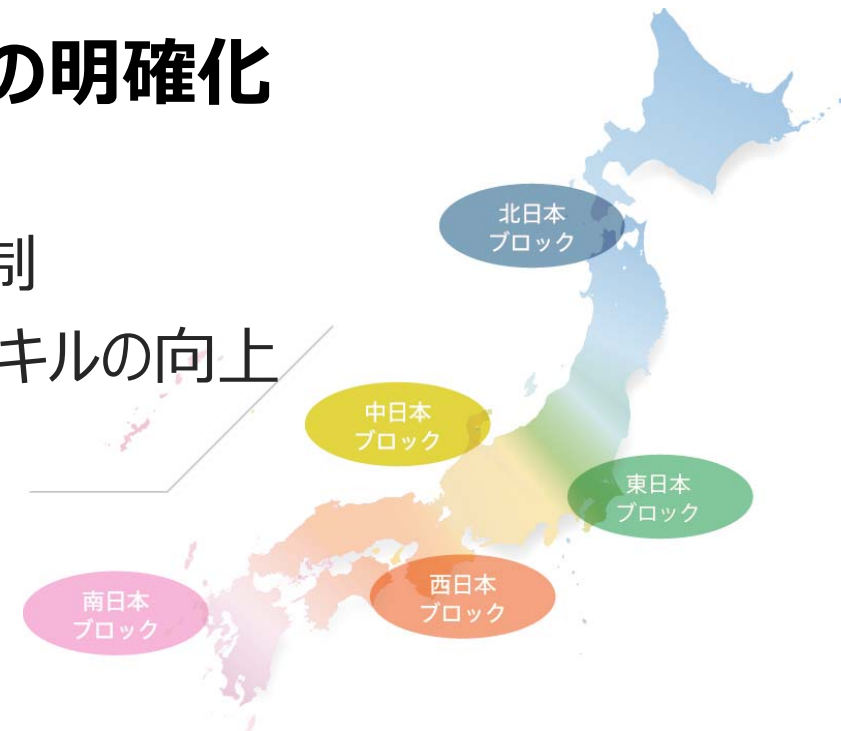 の明確化
制
キルの向上
北日本
ブロック
中日本
ブロック
東日本
ブロック
西日本
ブロック
南日本
ブロック